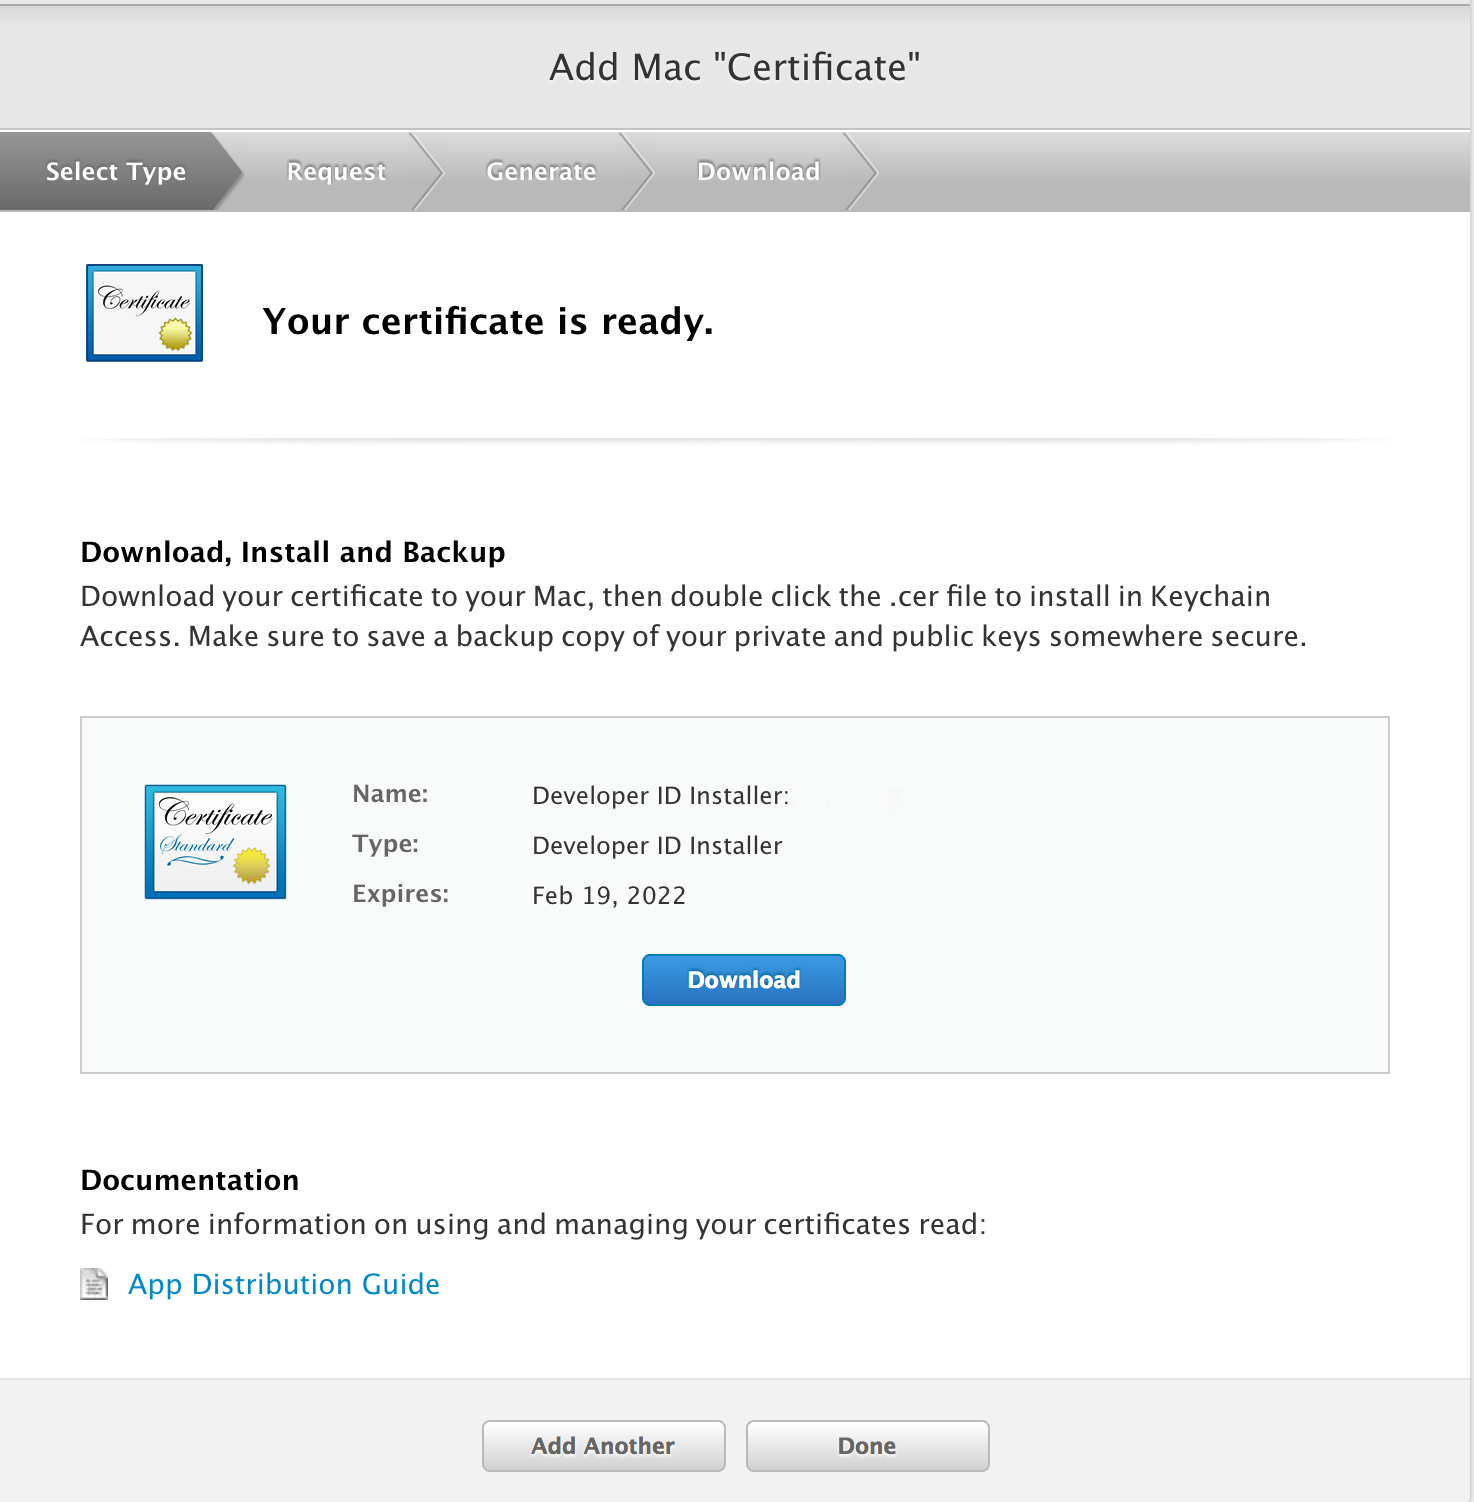 Add Mac "Certificate"
Select Type
Request
Generate
Download
Certificate
Your certificate is ready.
Download, Install and Backup
Download your certificate to your Mac, then double click the .cer file to install in Keychain
Access. Make sure to save a backup copy of your private and public keys somewhere secure.
Certificate
Standard
Name: Developer ID Installer:
Type: Developer ID Installer
Expires: Feb 19, 2022
Download
Documentation
For more information on using and managing your certificates read:
App Distribution Guide
Add Another
Done